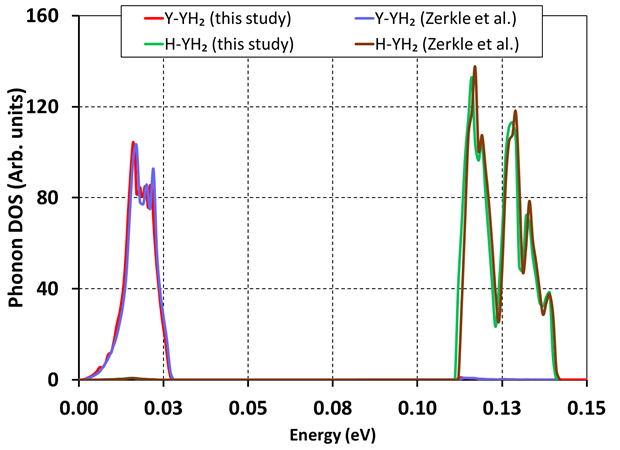 Y-YH₂ (this study) Y-YH₂ (Zerkle et al.)
H-YH₂ (this study) H-YH₂ (Zerkle et al.)
160
120
80
40
0
Phonon DOS (Arb. units)
0.00 0.03 0.05 0.08 0.10 0.13 0.15
Energy (eV)